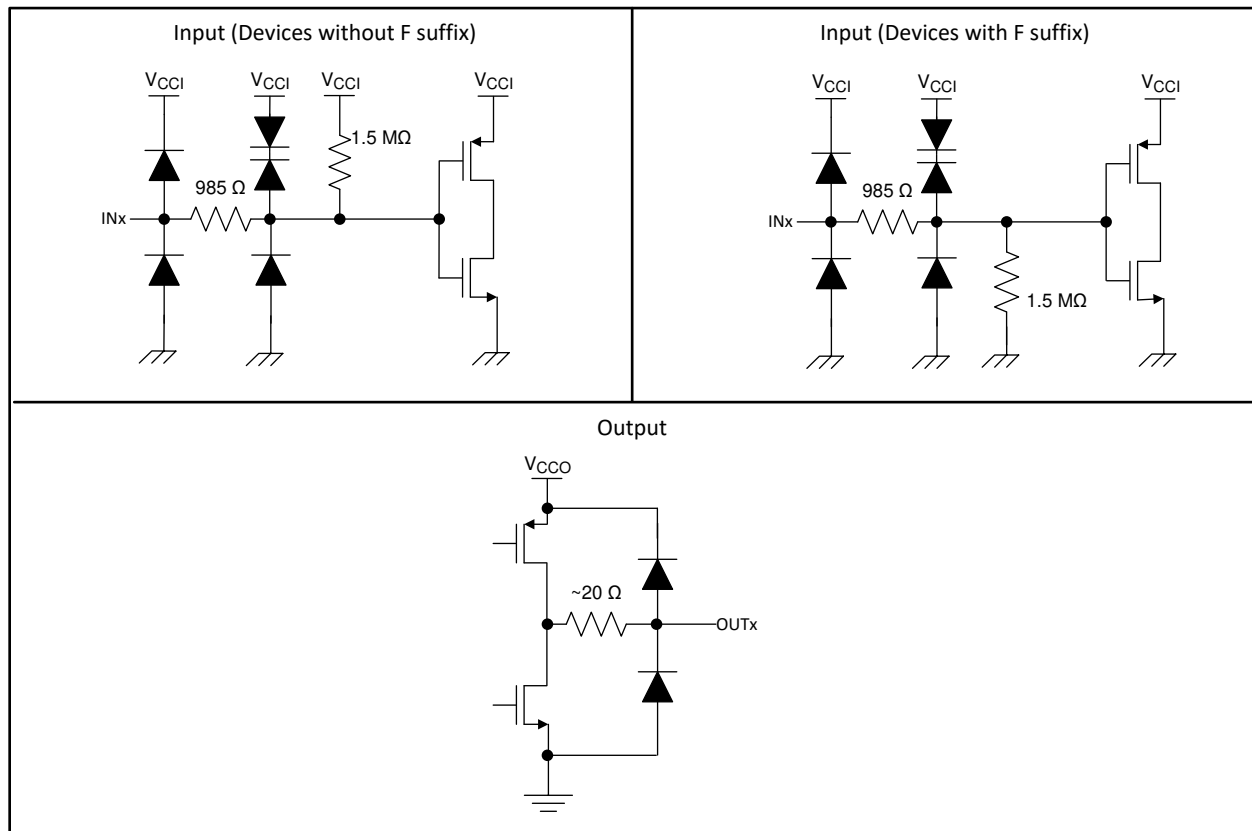 Input (Devices without F suffix)
VCCI VCCI VCCI VCCI
1.5 MΩ
985 Ω
INx
Input (Devices with F suffix)
VCCI VCCI VCCI
985 Ω
INx
1.5 MΩ
Output
VCCO
~20 Ω
OUTx